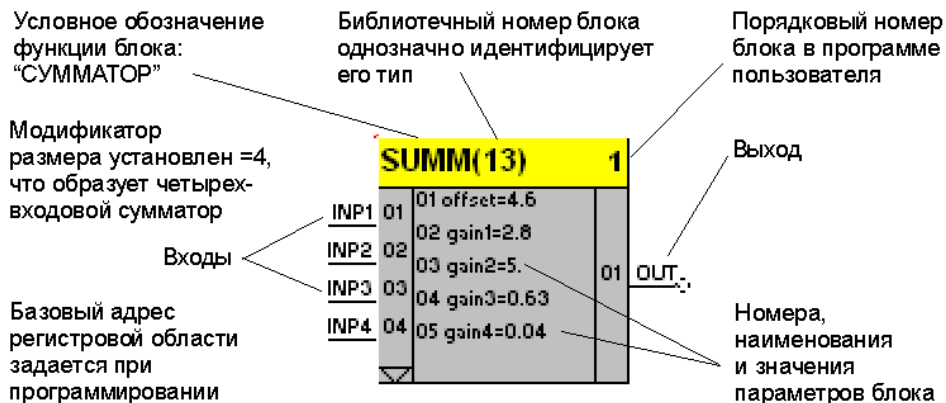 Условное обозначение
функции блока:
“СУММАТОР”
Библиотечный номер блока
однозначно идентифицирует
его тип
Порядковый номер
блока в программе
пользователя
Модификатор
размера установлен =4,
что образует четырех-
входовой сумматор
Входы
Базовый адрес
регистровой области
задается при
программировании
SUMM(13) 1
INP1 01
INP2 02
INP3 03
INP4 04
01 offset=4.6
02 gain1=2.8
03 gain2=5.
04 gain3=0.63
05 gain4=0.04
01 OUT
Выход
Номера,
наименования
и значения
параметров блока